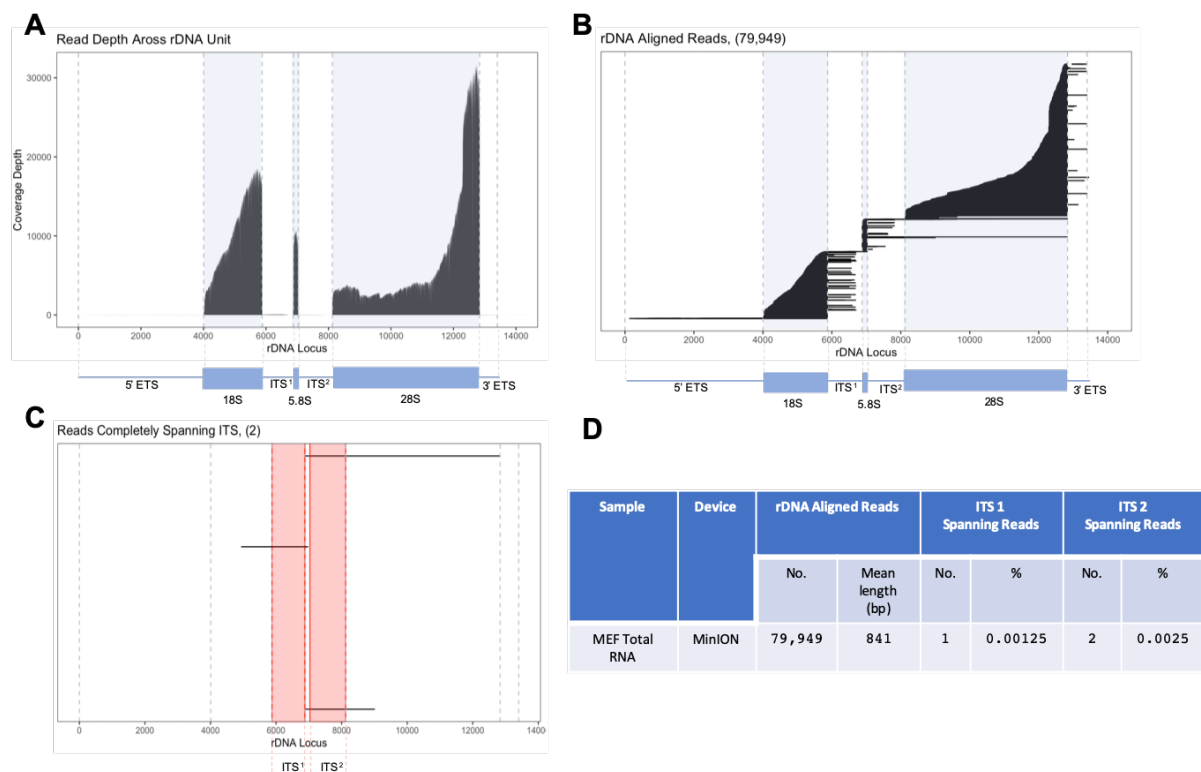 A
Read Depth Aross rDNA Unit
Coverage Depth
30000
20000
10000
0
0 2000 4000 6000 8000 10000 12000 14000
rDNA Locus
5' ETS 18S ITS1 5.8S ITS2 28S 3' ETS
B
rDNA Aligned Reads, (79,949)
0 2000 4000 6000 8000 10000 12000 14000
rDNA Locus
5' ETS 18S ITS1 5.8S ITS2 28S 3' ETS
C
Reads Completely Spanning ITS, (2)
0 2000 4000 6000 8000 10000 12000 1400
rDNA Locus
ITS1 ITS2
D
Sample Device rDNA Aligned Reads ITS 1 Spanning Reads ITS 2 Spanning Reads
No. Mean length (bp) No. % No. %
MEF Total RNA MinION 79,949 841 1 0.00125 2 0.0025